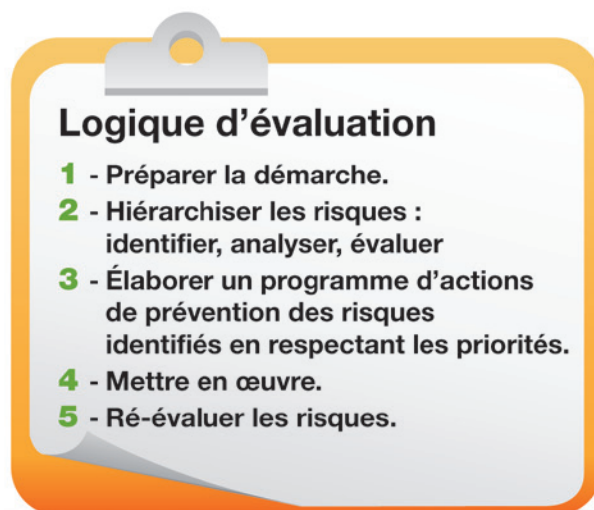 Logique d’évaluation
1 - Préparer la démarche.
2 - Hiérarchiser les risques :
identifier, analyser, évaluer
3 - Élaborer un programme d’actions
de prévention des risques
identifiés en respectant les priorités.
4 - Mettre en œuvre.
5 - Ré-évaluer les risques.